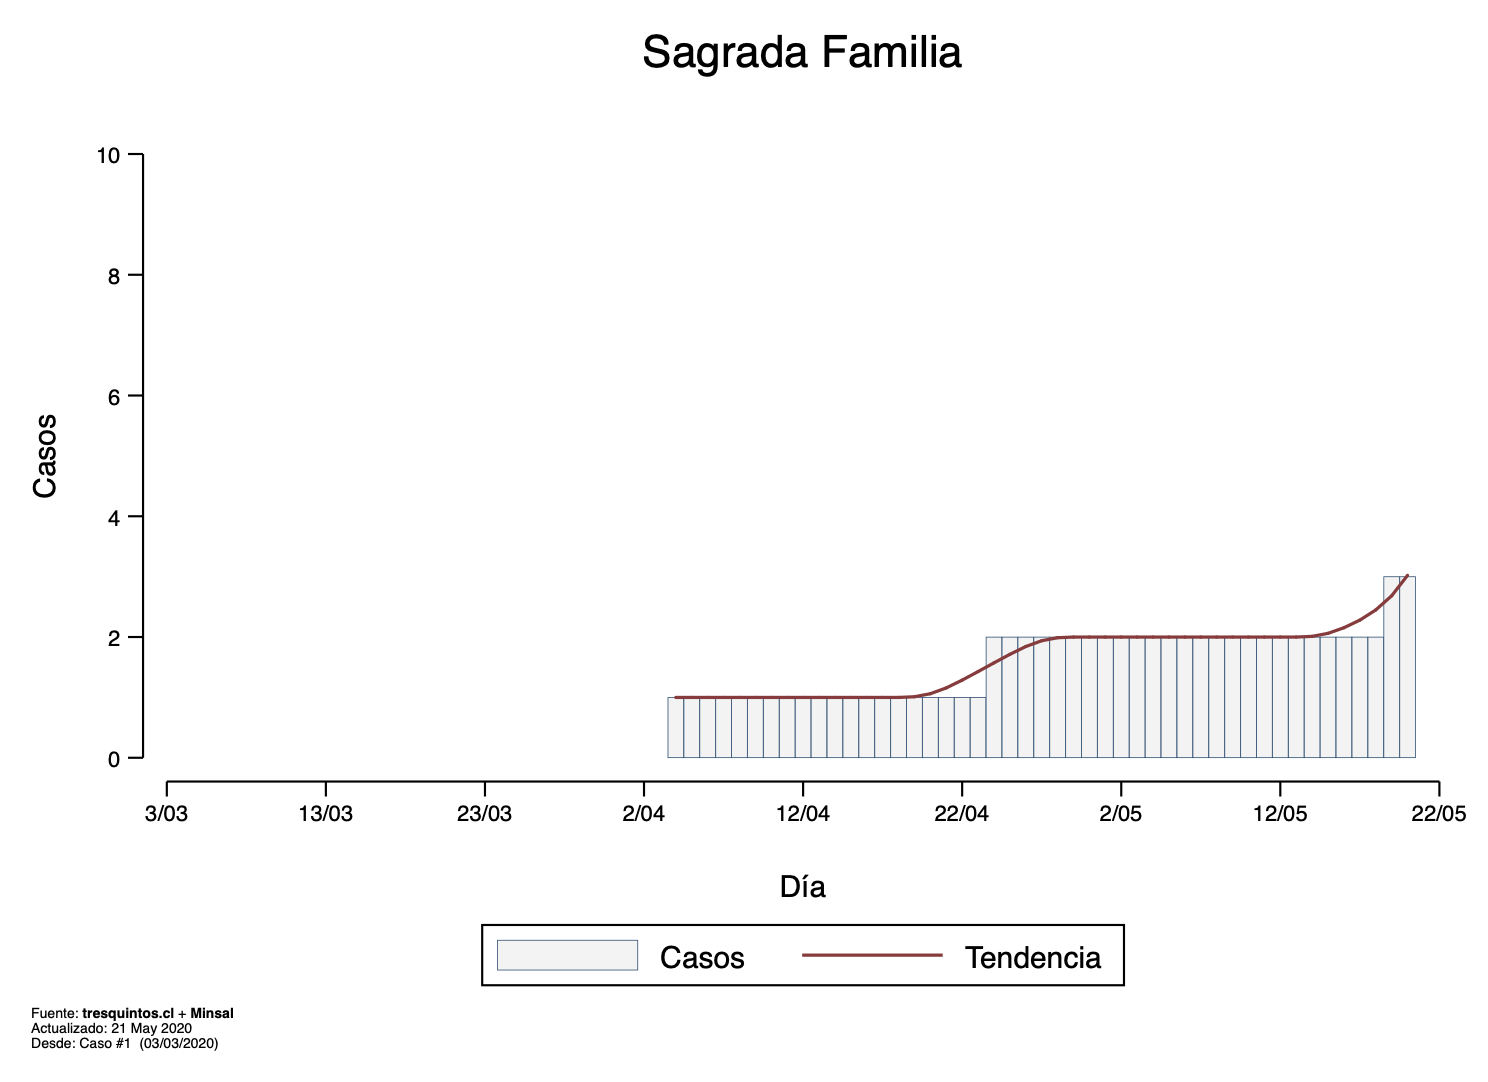 Sagrada Familia
Casos
10
8
6
4
2
0
3/03 13/03 23/03 2/04 12/04 22/04 2/05 12/05 22/05
Día
Casos Tendencia
Fuente: tresquintos.cl + Minsal
Actualizado: 21 May 2020
Desde: Caso #1 (03/03/2020)